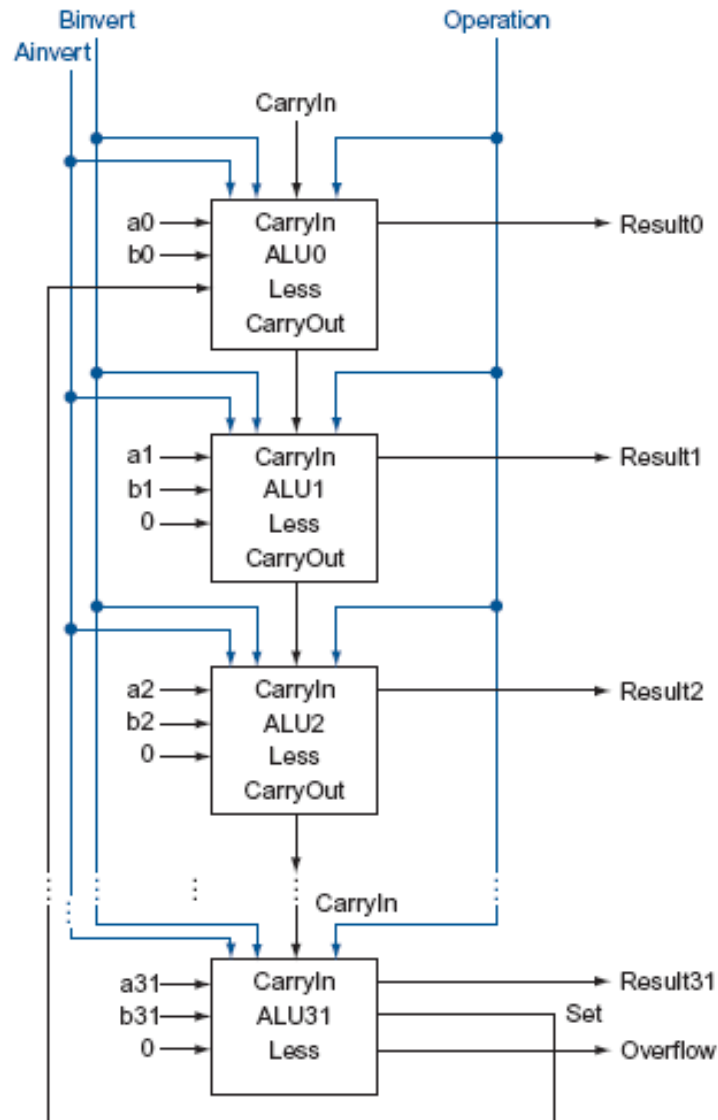 Binvert
Operation
Ainvert
CarryIn
a0
CarryIn
Result0
b0
ALU0
Less
CarryOut
a1
CarryIn
Result1
b1
ALU1
0
Less
CarryOut
a2
CarryIn
Result2
b2
ALU2
0
Less
CarryOut
CarryIn
a31
CarryIn
Result31
b31
ALU31
Set
0
Less
Overflow